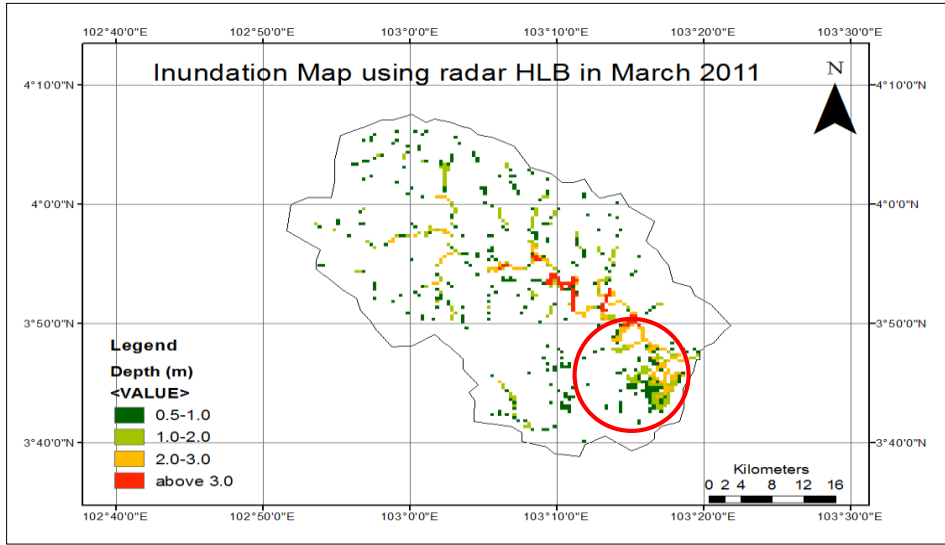 102°40'0"E 102°50'0"E 103°0'0"E 103°10'0"E 103°20'0"E 103°30'0"E
Inundation Map using radar HLB in March 2011
N
4°10'0"N 4°10'0"N
4°0'0"N 4°0'0"N
3°50'0"N 3°50'0"N
Legend
Depth (m)
<VALUE>
0.5-1.0
1.0-2.0
2.0-3.0
above 3.0
3°40'0"N 3°40'0"N
Kilometers
0 2 4 8 12 16
102°40'0"E 102°50'0"E 103°0'0"E 103°10'0"E 103°20'0"E 103°30'0"E